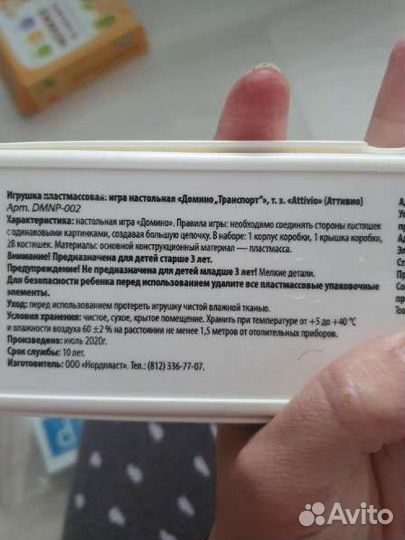 Игрушка пластмассовая: игра настольная «Домино „Транспорт“», т. з. «Attivio» (Аттивио)
Арт. DMNP-002
Характеристика: настольная игра «Домино». Правила игры: необходимо соединять стороны костяшек
с одинаковыми картинками, создавая большую цепочку. В наборе: 1 корпус коробки, 1 крышка коробки,
28 костяшек. Материалы: основной конструкционный материал — пластмасса.
Внимание! Предназначена для детей старше 3 лет.
Предупреждение! Не предназначена для детей младше 3 лет! Мелкие детали.
Для безопасности ребенка перед использованием удалите все пластмассовые упаковочные
элементы.
Уход: перед использованием протереть игрушку чистой влажной тканью.
Условия хранения: чистое, сухое, крытое помещение. Хранить при температуре от +5 до +40 °С
и влажности воздуха 60 ±2 % на расстоянии не менее 1,5 метров от отопительных приборов.
Произведено: июль 2020г.
Срок службы: 10 лет.
Изготовитель: ООО «Нордпласт». Тел.: (812) 336-77-07.
Avito